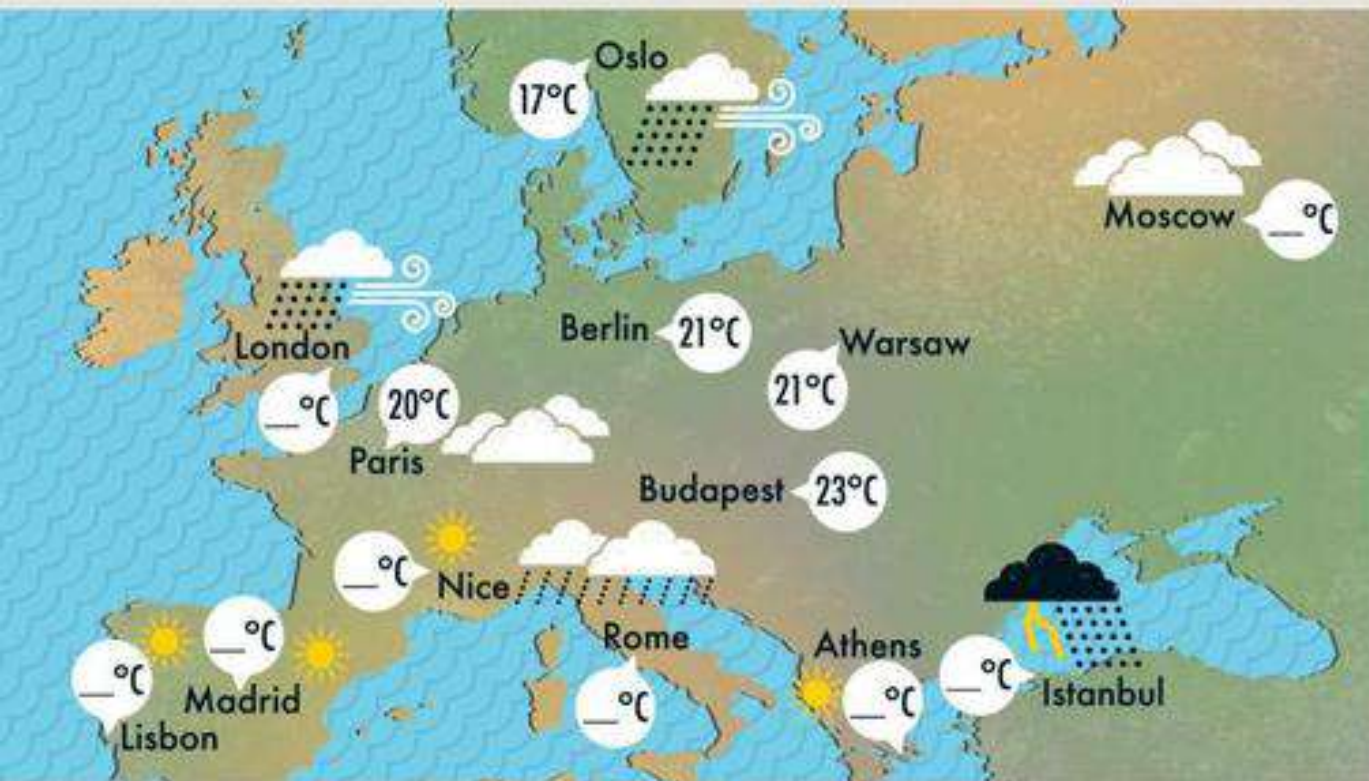 Oslo
17°C
Moscow
__°C
London
__°C
Berlin
21°C
Warsaw
21°C
20°C
Paris
Budapest
23°C
__°C
Nice
Rome
__°C
Athens
__°C
__°C
Istanbul
__°C
Madrid
__°C
Lisbon